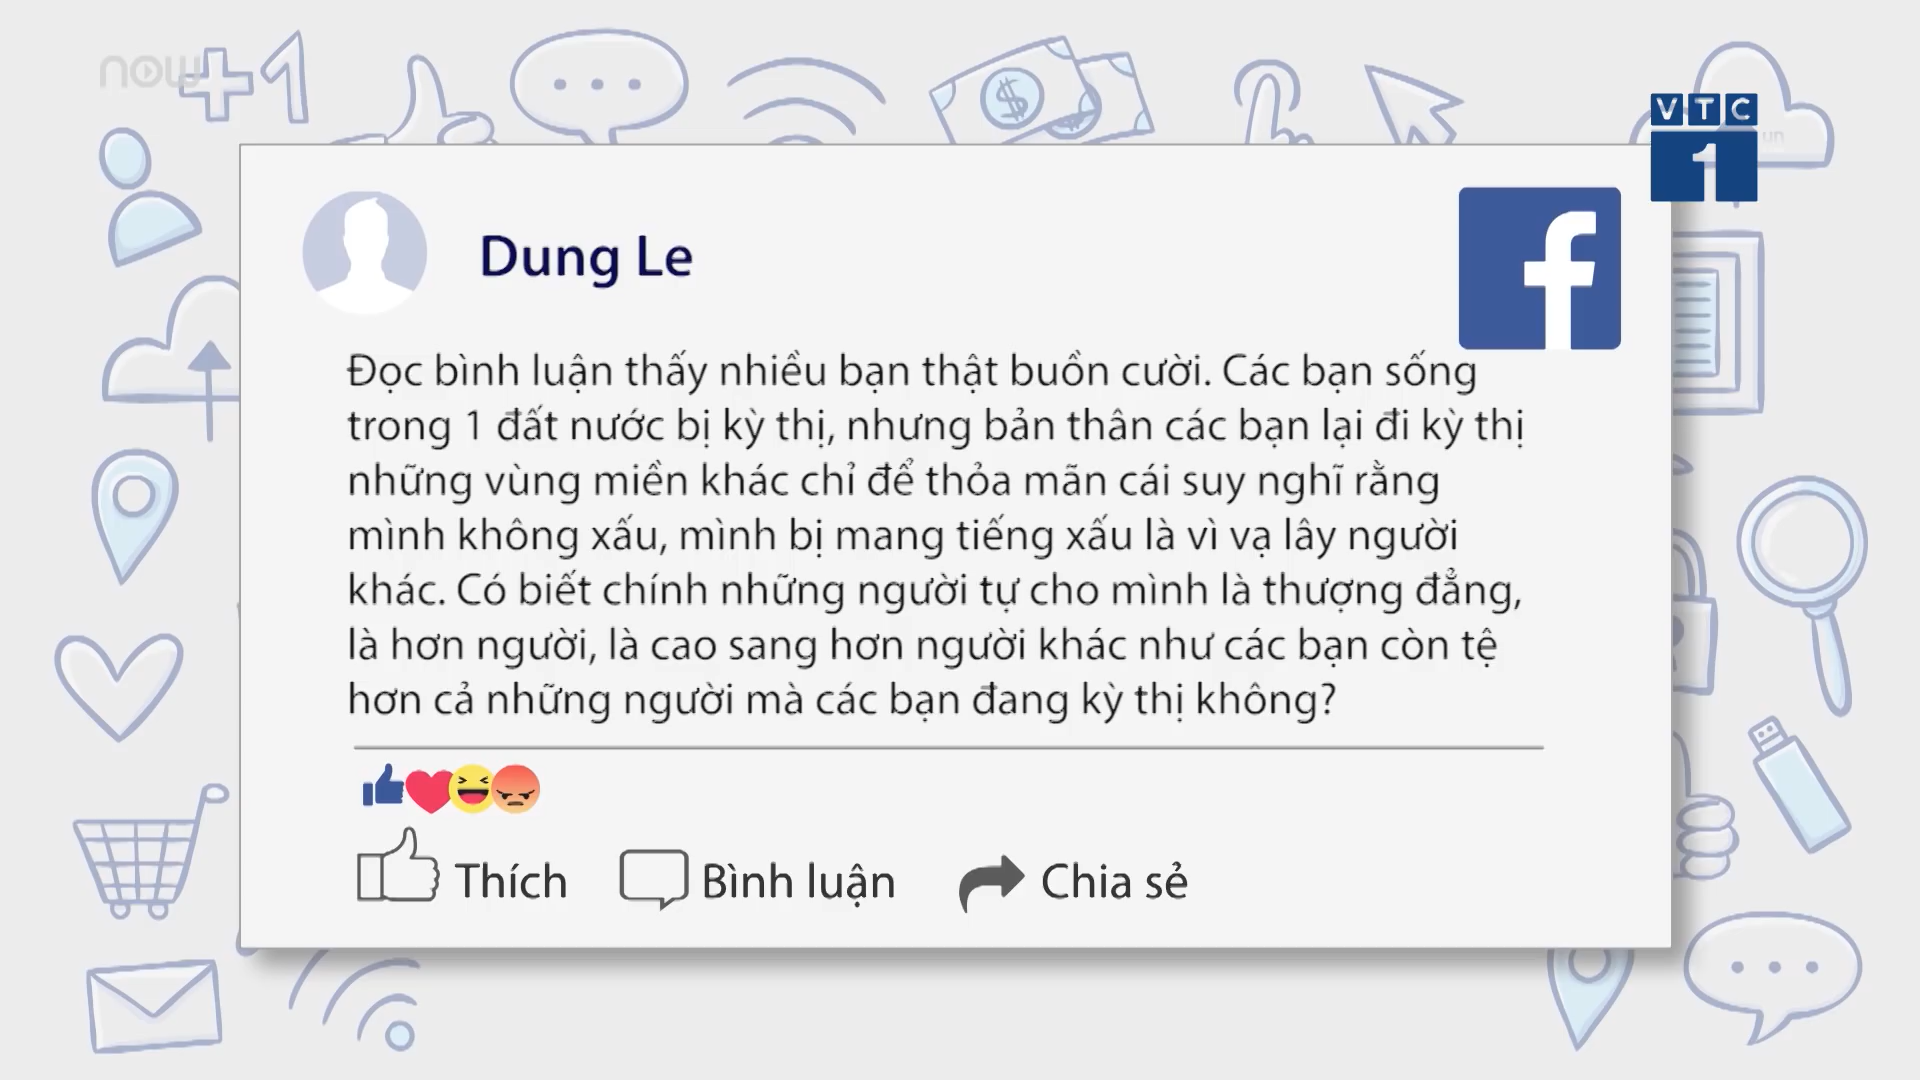 now
+1
VTC
1
Dung Le
Đọc bình luận thấy nhiều bạn thật buồn cười. Các bạn sống
trong 1 đất nước bị kỳ thị, nhưng bản thân các bạn lại đi kỳ thị
những vùng miền khác chỉ để thỏa mãn cái suy nghĩ rằng
mình không xấu, mình bị mang tiếng xấu là vì vạ lây người
khác. Có biết chính những người tự cho mình là thượng đẳng,
là hơn người, là cao sang hơn người khác như các bạn còn tệ
hơn cả những người mà các bạn đang kỳ thị không?
Thích
Bình luận
Chia sẻ